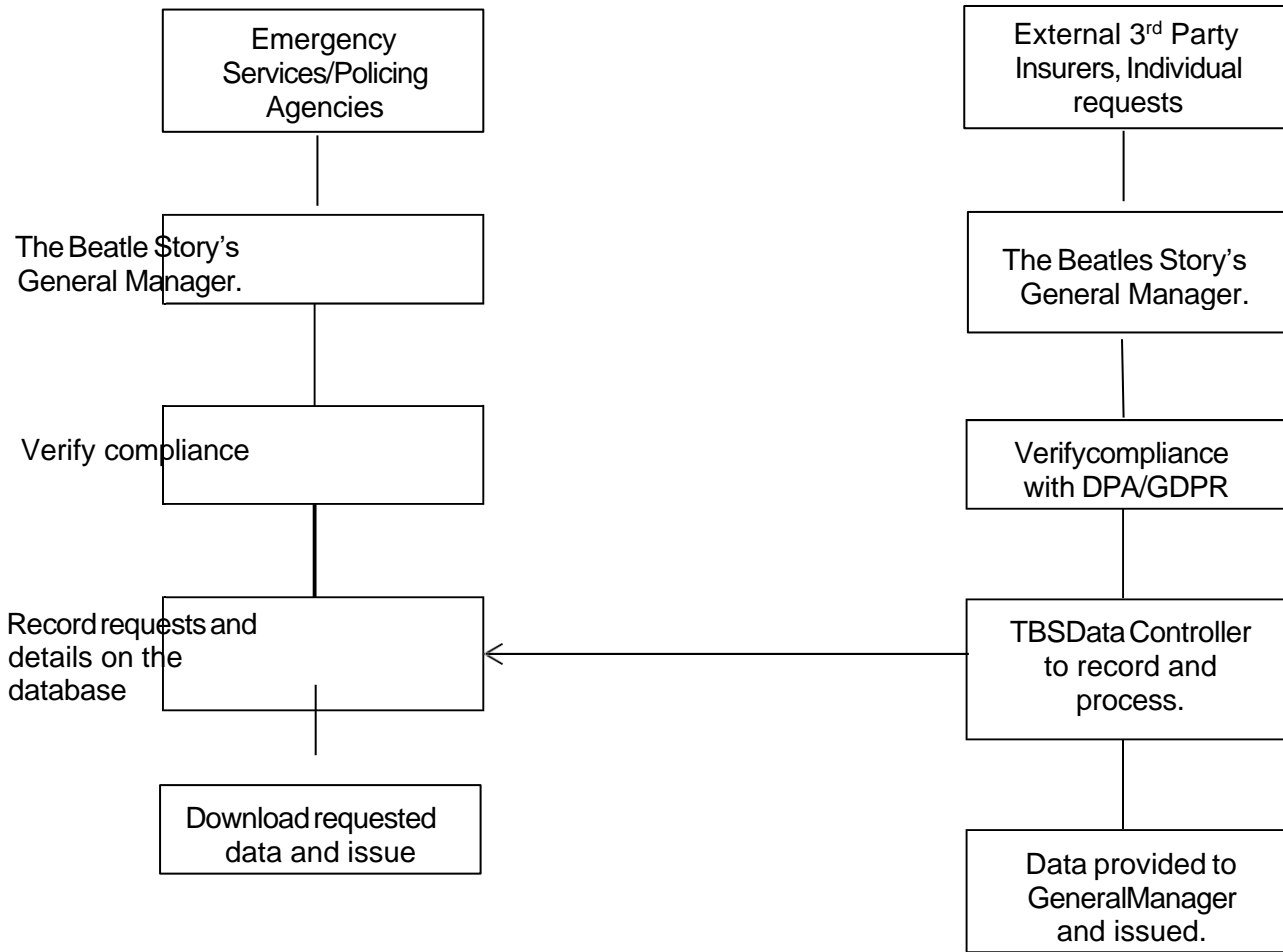 Emergency
Services/Policing
Agencies
The Beatle Story's
General Manager.
Verify compliance
Record requests and
details on the
database
Download requested
data and issue
External 3rd Party
Insurers, Individual
requests
The Beatles Story's
General Manager.
Verifycompliance
with DPA/GDPR
TBSData Controller
to record and
process.
Data provided to
GeneralManager
and issued.